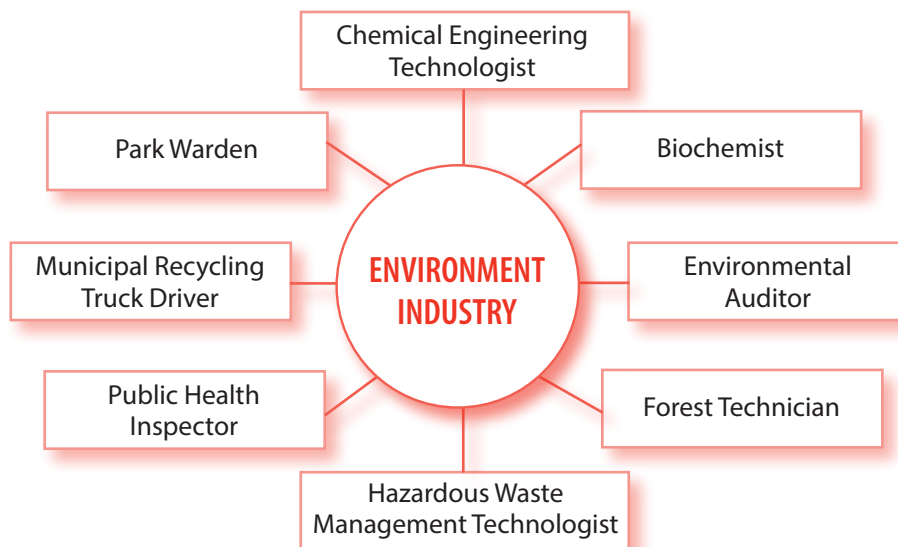 Chemical Engineering
Technologist
Park Warden
Biochemist
Municipal Recycling
Truck Driver
ENVIRONMENT
INDUSTRY
Environmental
Auditor
Public Health
Inspector
Forest Technician
Hazardous Waste
Management Technologist